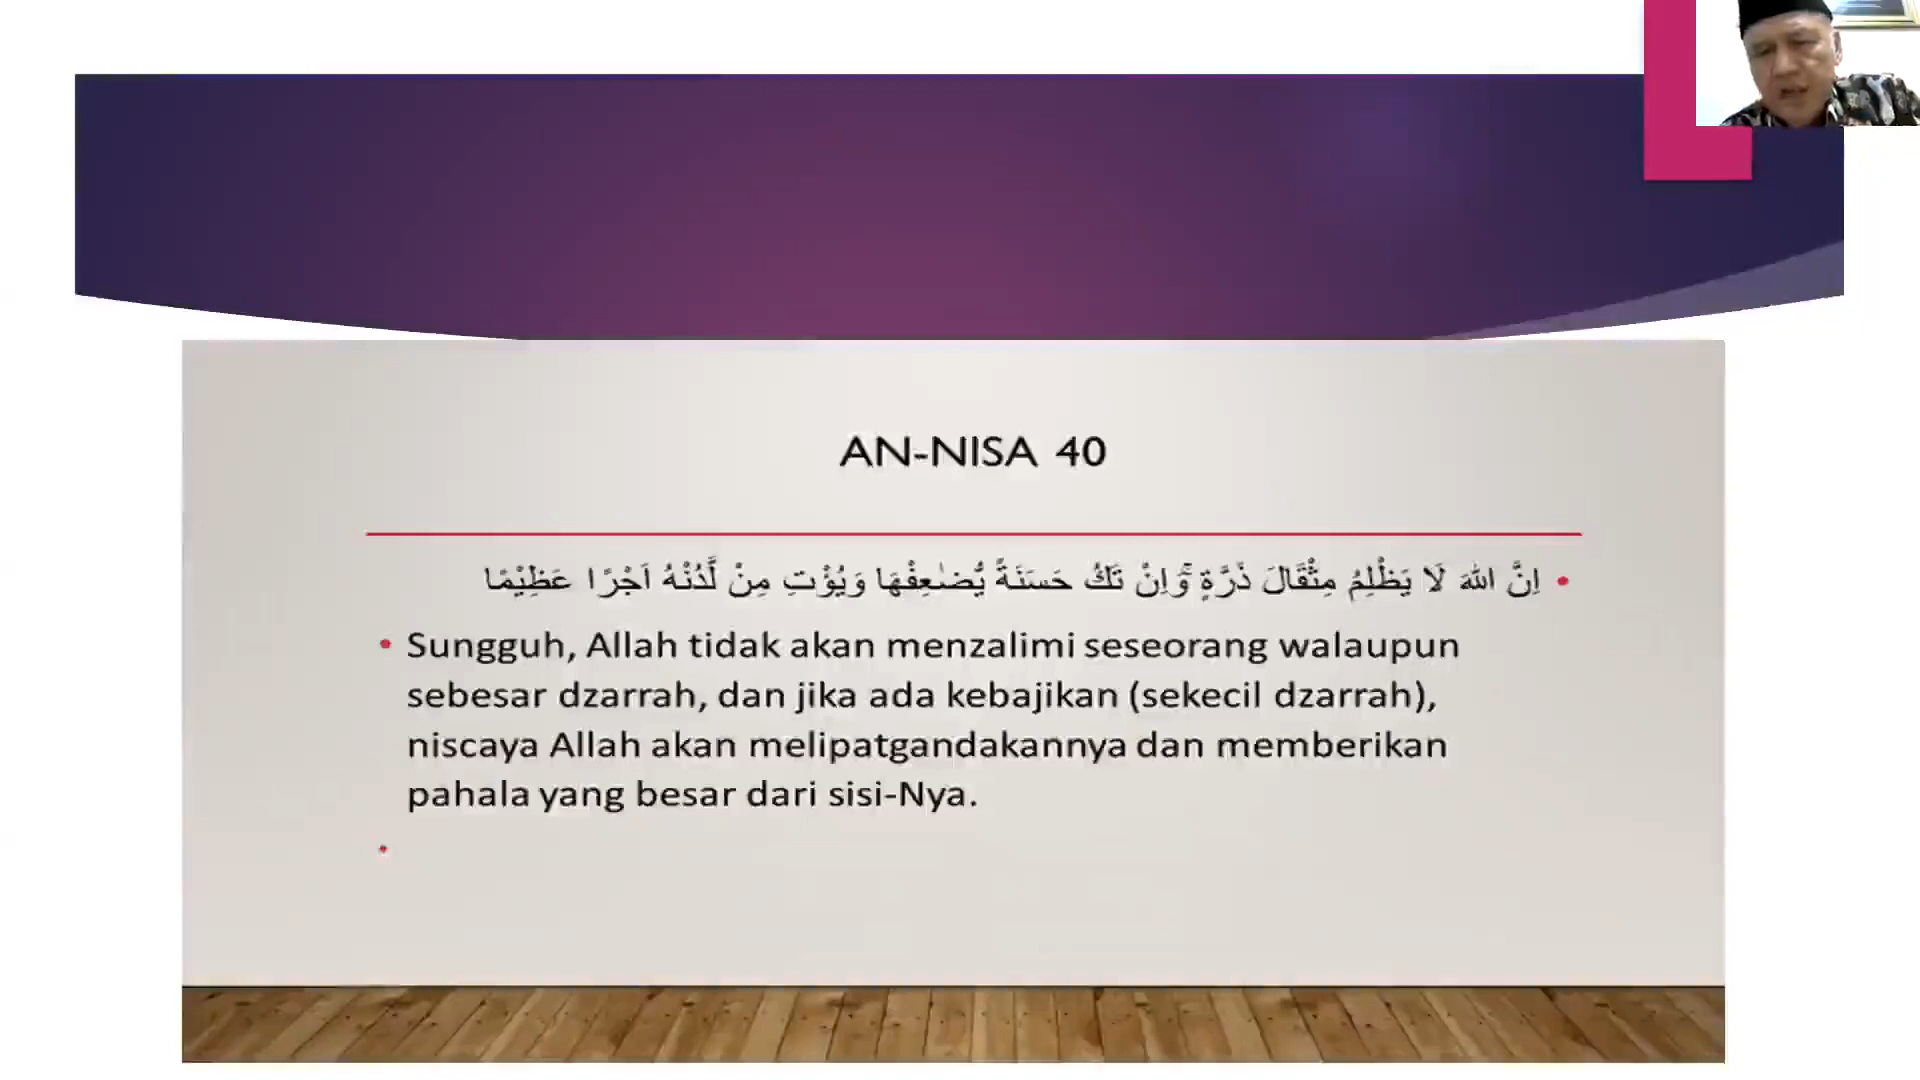 AN-NISA 40
اِنَّ اللّٰهَ لَا يَظْلِمُ مِثْقَالَ ذَرَّةٍ ۚوَاِنْ تَكُ حَسَنَةً يُّضٰعِفْهَا وَيُؤْتِ مِنْ لَّدُنْهُ اَجْرًا عَظِيْمًا
Sungguh, Allah tidak akan menzalimi seseorang walaupun
sebesar dzarrah, dan jika ada kebajikan (sekecil dzarrah),
niscaya Allah akan melipatgandakannya dan memberikan
pahala yang besar dari sisi-Nya.